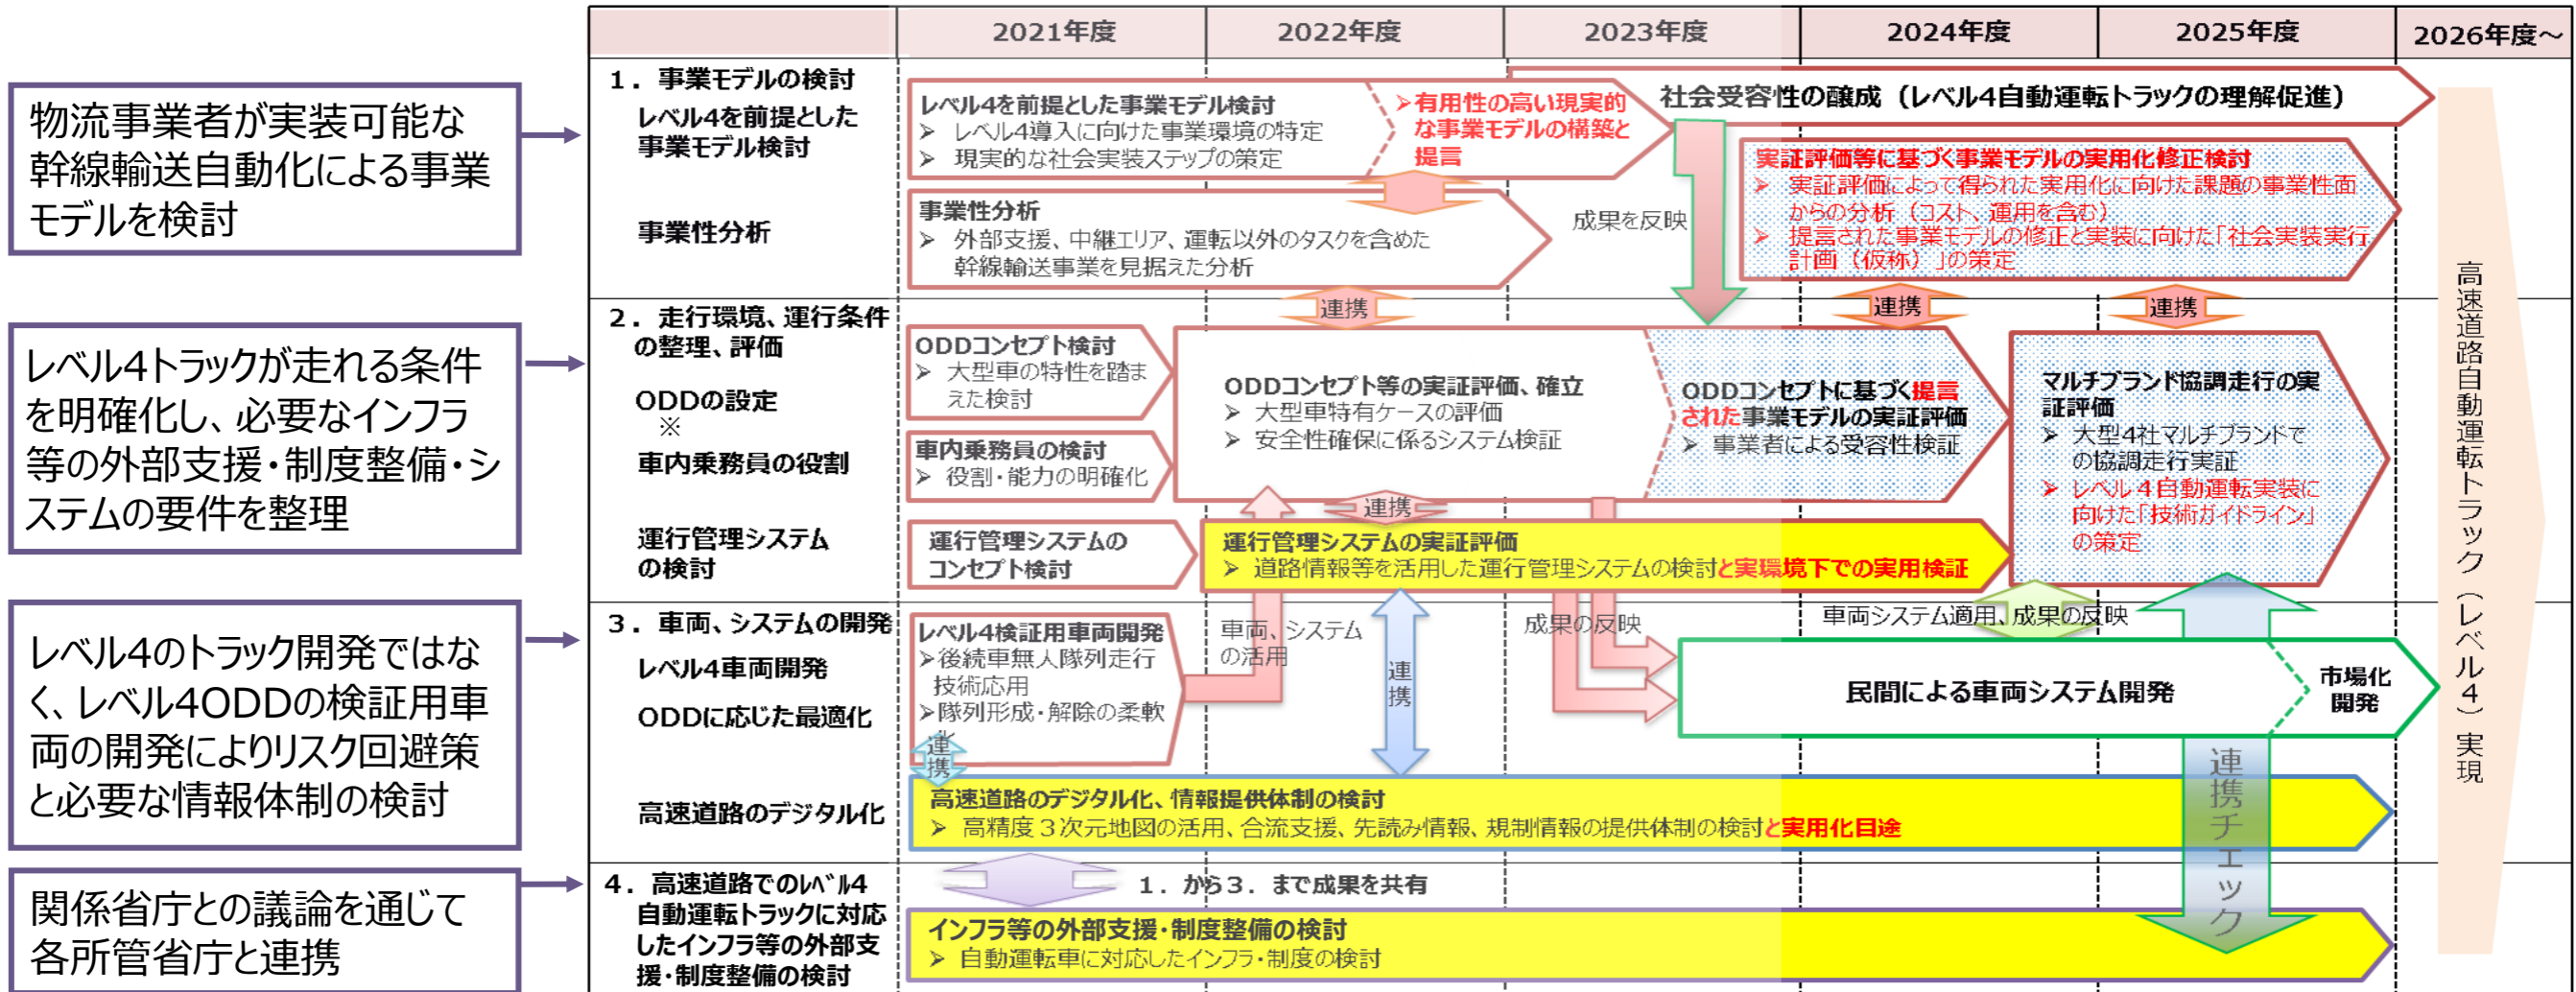 2021年度
2022年度
2023年度
2024年度
2025年度
2026年度～
物流事業者が実装可能な
幹線輸送自動化による事業
モデルを検討
レベル4トラックが走れる条件
を明確化し、必要なインフラ
等の外部支援・制度整備・シ
ステムの要件を整理
レベル4のトラック開発ではな
く、レベル4ODDの検証用車
両の開発によりリスク回避策
と必要な情報体制の検討
関係省庁との議論を通じて
各所管省庁と連携
1．事業モデルの検討
レベル4を前提とした
事業モデル検討
事業性分析
レベル4を前提とした事業モデル検討
➢ レベル4導入に向けた事業環境の特定
➢ 現実的な社会実装ステップの策定
➢有用性の高い現実的
な事業モデルの構築と
提言
社会受容性の醸成（レベル4自動運転トラックの理解促進）
事業性分析
➢ 外部支援、中継エリア、運転以外のタスクを含めた
幹線輸送事業を見据えた分析
成果を反映
実証評価等に基づく事業モデルの実用化修正検討
➢ 実証評価によって得られた実用化に向けた課題の事業性面
からの分析（コスト、運用を含む）
➢ 提言された事業モデルの修正と実装に向けた「社会実装実行
計画（仮称）」の策定
連携
連携
連携
2．走行環境、運行条件
の整理、評価
ODDの設定
※
車内乗務員の役割
運行管理システム
の検討
ODDコンセプト検討
➢ 大型車の特性を踏ま
えた検討
車内乗務員の検討
➢ 役割・能力の明確化
運行管理システムの
コンセプト検討
ODDコンセプト等の実証評価、確立
➢ 大型車特有ケースの評価
➢ 安全性確保に係るシステム検証
ODDコンセプトに基づく提言
された事業モデルの実証評価
➢ 事業者による受容性検証
マルチブランド協調走行の実
証評価
➢ 大型4社マルチブランドで
の協調走行実証
➢ レベル4自動運転実装に
向けた「技術ガイドライン」
の策定
連携
運行管理システムの実証評価
➢ 道路情報等を活用した運行管理システムの検討と実環境下での実用検証
3．車両、システムの開発
レベル4車両開発
ODDに応じた最適化
高速道路のデジタル化
レベル4検証用車両開発
➢後続車無人隊列走行
技術応用
➢隊列形成・解除の柔軟
連携
車両、システム
の活用
連携
成果の反映
車両システム適用、成果の反映
民間による車両システム開発
市場化
開発
高速道路のデジタル化、情報提供体制の検討
➢ 高精度3次元地図の活用、合流支援、先読み情報、規制情報の提供体制の検討と実用化目途
連携チェック
4．高速道路でのﾚﾍﾞﾙ4
自動運転トラックに対応
したインフラ等の外部支
援・制度整備の検討
1．から3．まで成果を共有
インフラ等の外部支援・制度整備の検討
➢ 自動運転車に対応したインフラ・制度の検討
高速道路自動運転トラック（レベル4）実現